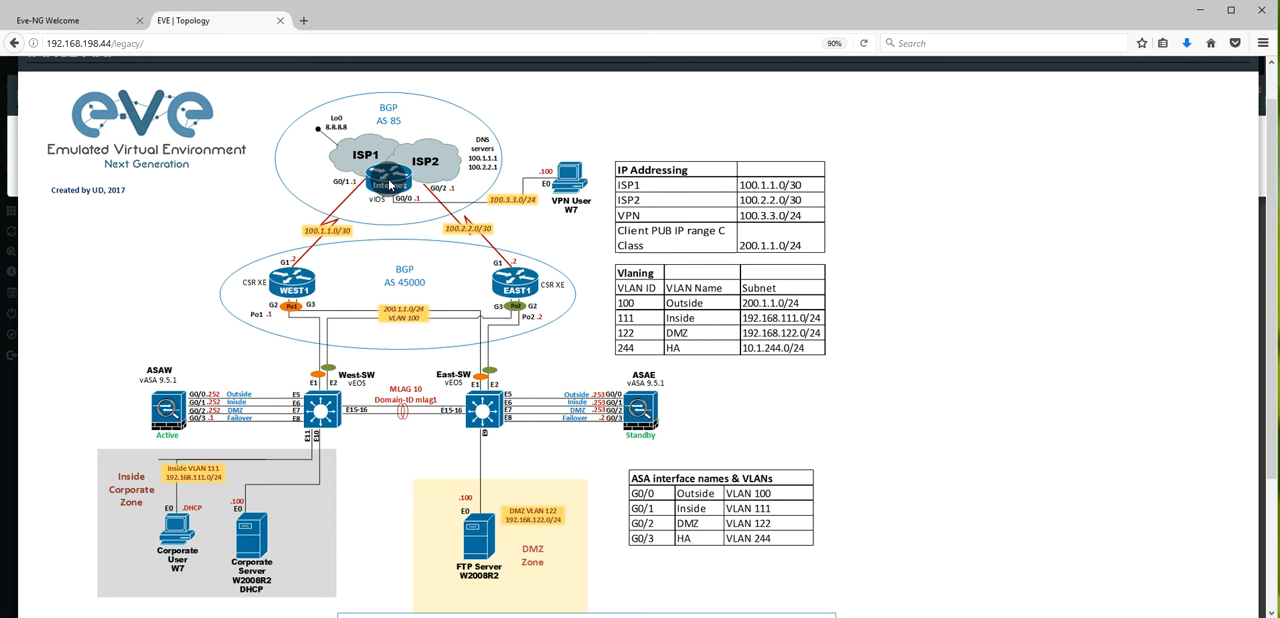 Eve-NG Welcome
EVE | Topology
192.168.198.44/legacy/
90%
Search
eve
Emulated Virtual Environment
Next Generation
Created by UD, 2017
BGP
AS 85
Lo0
8.8.8.8
ISP1
ISP2
DNS
servers
100.1.1.1
100.2.2.1
Internet
vIOS
G0/1 .1
G0/2 .1
G0/0 .1
100.3.3.0/24
.100
E0
VPN User
W7
100.1.1.0/30
100.2.2.0/30
BGP
AS 45000
G1 .2
CSR XE
WEST1
G2
Po1
G3
Po1 .1
G1 .2
CSR XE
EAST1
G3
Po2
G2
Po2 .2
200.1.1.0/24
VLAN 100
IP Addressing
ISP1 100.1.1.0/30
ISP2 100.2.2.0/30
VPN 100.3.3.0/24
Client PUB IP range C
Class 200.1.1.0/24
Vlaning
VLAN ID VLAN Name Subnet
100 Outside 200.1.1.0/24
111 Inside 192.168.111.0/24
122 DMZ 192.168.122.0/24
244 HA 10.1.244.0/24
ASAW
vASA 9.5.1
G0/0 .252 Outside E5
G0/1 .252 Inside E6
G0/2 .252 DMZ E7
G0/3 .1 Failover E8
Active
West-SW
vEOS
E1 E2
E15-16
E11
E10
MLAG 10
Domain-ID mlag1
East-SW
vEOS
E1 E2
E15-16
E9
ASAE
vASA 9.5.1
E5 Outside .253 G0/0
E6 Inside .253 G0/1
E7 DMZ .253 G0/2
E8 Failover .2 G0/3
Standby
Inside
Corporate
Zone
Inside VLAN 111
192.168.111.0/24
E0 .DHCP
Corporate
User
W7
.100
E0
Corporate
Server
W2008R2
DHCP
.100
E0
DMZ VLAN 122
192.168.122.0/24
FTP Server
W2008R2
DMZ
Zone
ASA interface names & VLANs
G0/0 Outside VLAN 100
G0/1 Inside VLAN 111
G0/2 DMZ VLAN 122
G0/3 HA VLAN 244